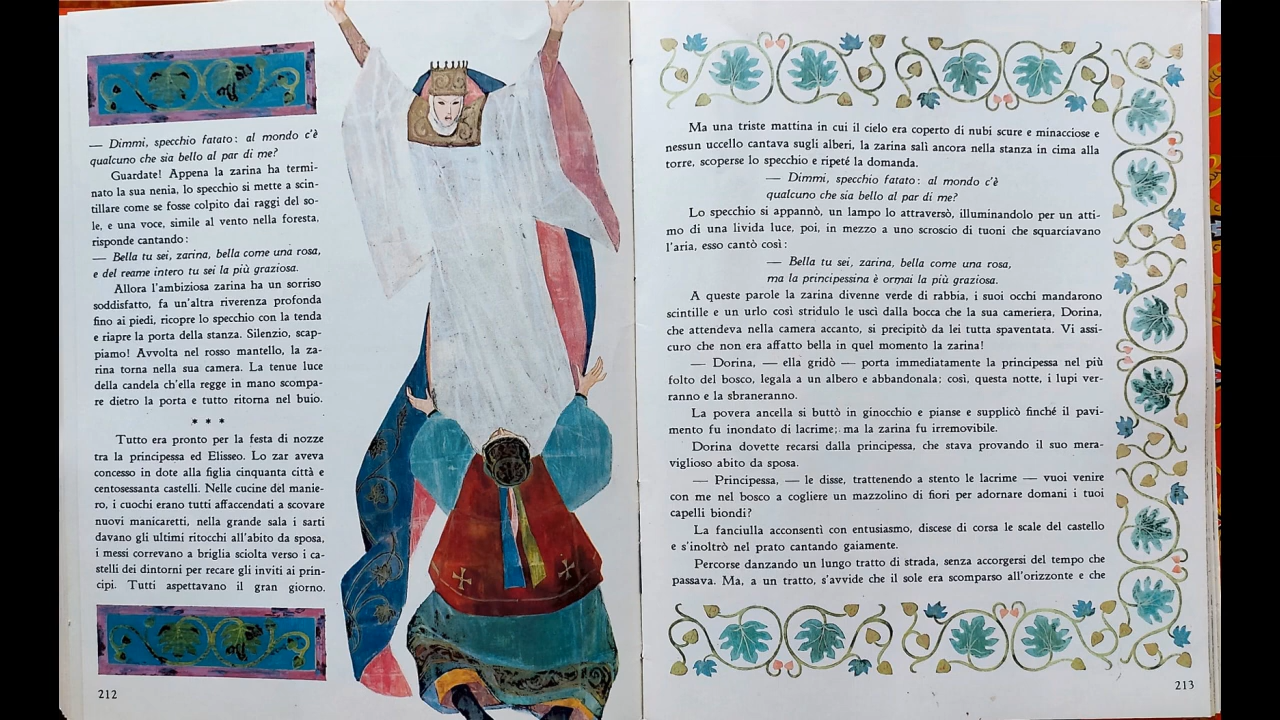 — Dimmi, specchio fatato: al mondo c'è
qualcuno che sia bello al par di me?
Guardate! Appena la zarina ha termi-
nato la sua nenia, lo specchio si mette a scin-
tillare come se fosse colpito dai raggi del so-
le, e una voce, simile al vento nella foresta,
risponde cantando:
— Bella tu sei, zarina, bella come una rosa,
e del reame intero tu sei la più graziosa.
Allora l'ambiziosa zarina ha un sorriso
soddisfatto, fa un'altra riverenza profonda
fino ai piedi, ricopre lo specchio con la tenda
e riapre la porta della stanza. Silenzio, scap-
piamo! Avvolta nel rosso mantello, la za-
rina torna nella sua camera. La tenue luce
della candela ch'ella regge in mano scompa-
re dietro la porta e tutto ritorna nel buio.
* * *
Tutto era pronto per la festa di nozze
tra la principessa ed Elisseo. Lo zar aveva
concesso in dote alla figlia cinquanta città e
centosessanta castelli. Nelle cucine del manie-
ro, i cuochi erano tutti affaccendati a scovare
nuovi manicaretti, nella grande sala i sarti
davano gli ultimi ritocchi all'abito da sposa,
i messi correvano a briglia sciolta verso i ca-
stelli dei dintorni per recare gli inviti ai prin-
cipi. Tutti aspettavano il gran giorno.
212
Ma una triste mattina in cui il cielo era coperto di nubi scure e minacciose e
nessun uccello cantava sugli alberi, la zarina salì ancora nella stanza in cima alla
torre, scoperse lo specchio e ripeté la domanda.
— Dimmi, specchio fatato: al mondo c'è
qualcuno che sia bello al par di me?
Lo specchio si appannò, un lampo lo attraversò, illuminandolo per un atti-
mo di una livida luce, poi, in mezzo a uno scroscio di tuoni che squarciavano
l'aria, esso cantò così:
— Bella tu sei, zarina, bella come una rosa,
ma la principessina è ormai la più graziosa.
A queste parole la zarina divenne verde di rabbia, i suoi occhi mandarono
scintille e un urlo così stridulo le uscì dalla bocca che la sua cameriera, Dorina,
che attendeva nella camera accanto, si precipitò da lei tutta spaventata. Vi assi-
curo che non era affatto bella in quel momento la zarina!
— Dorina, — ella gridò — porta immediatamente la principessa nel più
folto del bosco, legala a un albero e abbandonala; così, questa notte, i lupi ver-
ranno e la sbraneranno.
La povera ancella si buttò in ginocchio e pianse e supplicò finché il pavi-
mento fu inondato di lacrime; ma la zarina fu irremovibile.
Dorina dovette recarsi dalla principessa, che stava provando il suo mera-
viglioso abito da sposa.
— Principessa, — le disse, trattenendo a stento le lacrime — vuoi venire
con me nel bosco a cogliere un mazzolino di fiori per adornare domani i tuoi
capelli biondi?
La fanciulla acconsentì con entusiasmo, discese di corsa le scale del castello
e s'inoltrò nel prato cantando gaiamente.
Percorse danzando un lungo tratto di strada, senza accorgersi del tempo che
passava. Ma, a un tratto, s'avvide che il sole era scomparso all'orizzonte e che
213